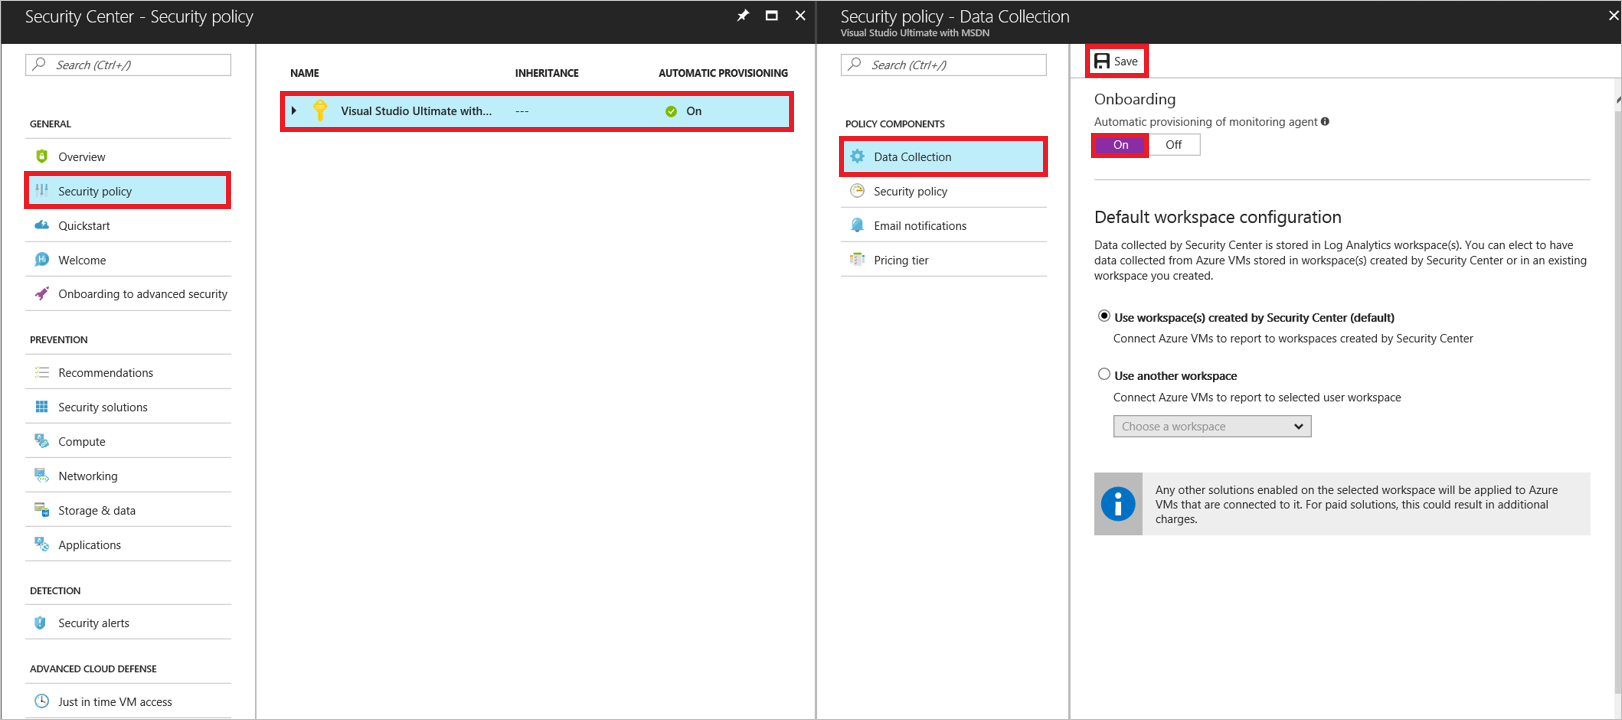 Security Center - Security policy
Search (Ctrl+/)
GENERAL
Overview
Security policy
Quickstart
Welcome
Onboarding to advanced security
PREVENTION
Recommendations
Security solutions
Compute
Networking
Storage & data
Applications
DETECTION
Security alerts
ADVANCED CLOUD DEFENSE
Just in time VM access
NAME INHERITANCE AUTOMATIC PROVISIONING
Visual Studio Ultimate with... --- On
Security policy - Data Collection
Visual Studio Ultimate with MSDN
Search (Ctrl+/)
POLICY COMPONENTS
Data Collection
Security policy
Email notifications
Pricing tier
Save
Onboarding
Automatic provisioning of monitoring agent
On Off
Default workspace configuration
Data collected by Security Center is stored in Log Analytics workspace(s). You can elect to have
data collected from Azure VMs stored in workspace(s) created by Security Center or in an existing
workspace you created.
Use workspace(s) created by Security Center (default)
Connect Azure VMs to report to workspaces created by Security Center
Use another workspace
Connect Azure VMs to report to selected user workspace
Choose a workspace
Any other solutions enabled on the selected workspace will be applied to Azure
VMs that are connected to it. For paid solutions, this could result in additional
charges.